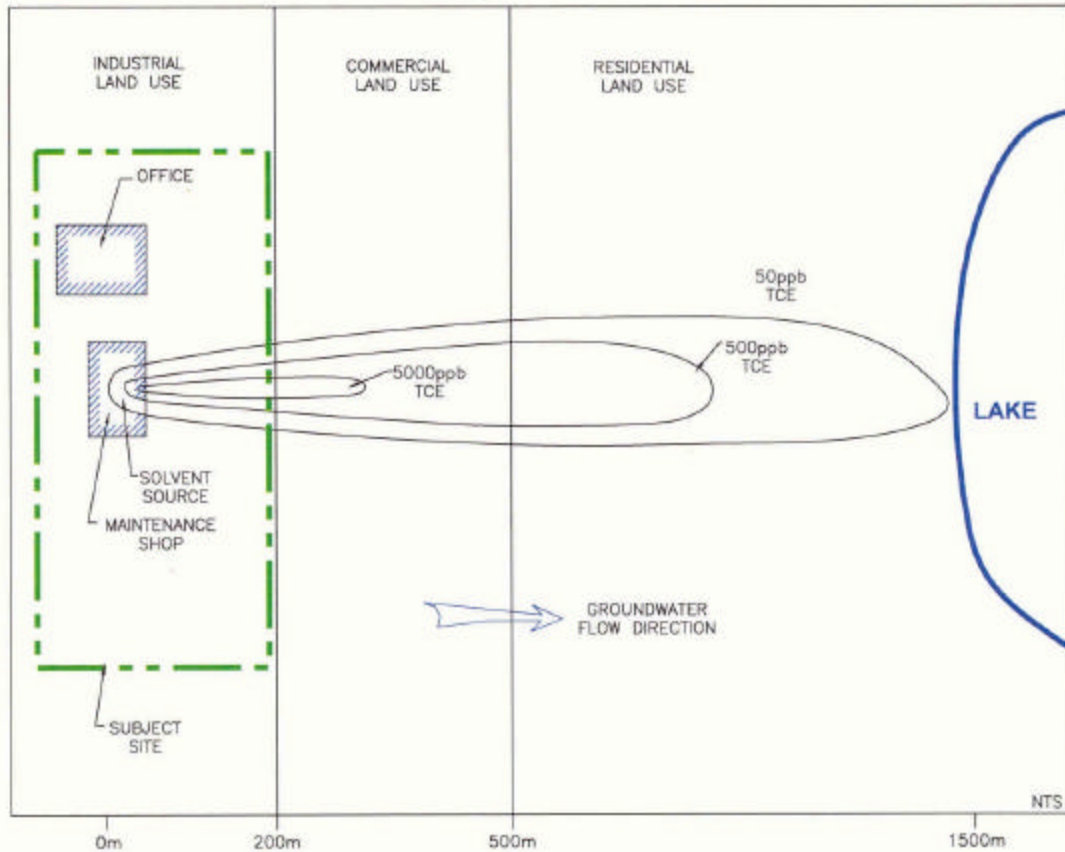 INDUSTRIAL
LAND USE
COMMERCIAL
LAND USE
RESIDENTIAL
LAND USE
OFFICE
50ppb
TCE
500ppb
TCE
5000ppb
TCE
LAKE
SOLVENT
SOURCE
MAINTENANCE
SHOP
GROUNDWATER
FLOW DIRECTION
SUBJECT
SITE
NTS
0m
200m
500m
1500m